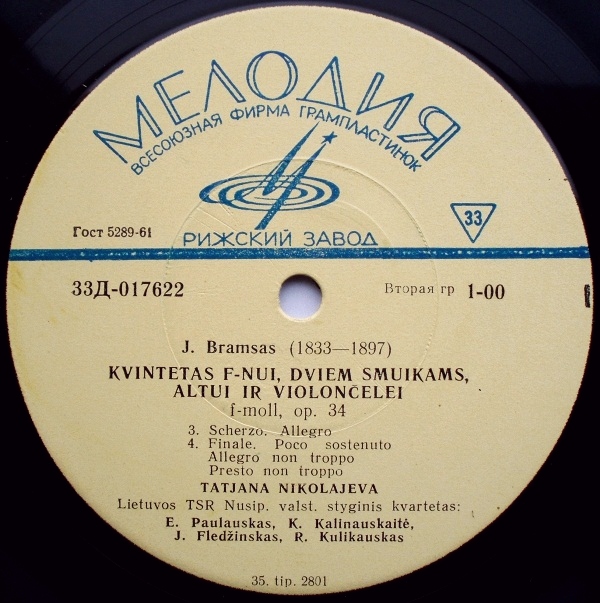 МЕЛОДИЯ
ВСЕСОЮЗНАЯ ФИРМА ГРАМПЛАСТИНОК
Гост 5289-61
33
РИЖСКИЙ ЗАВОД
33Д-017622
Вторая гр 1-00
J. Bramsas (1833—1897)
KVINTETAS F-NUI, DVIEM SMUIKAMS,
ALTUI IR VIOLONČELEI
f-moll, op. 34
3. Scherzo. Allegro
4. Finale. Poco sostenuto
Allegro non troppo
Presto non troppo
TATJANA NIKOLAJEVA
Lietuvos TSR Nusip. valst. styginis kvartetas:
E. Paulauskas, K. Kalinauskaitė,
J. Fledžinskas, R. Kulikauskas
35. tip. 2801